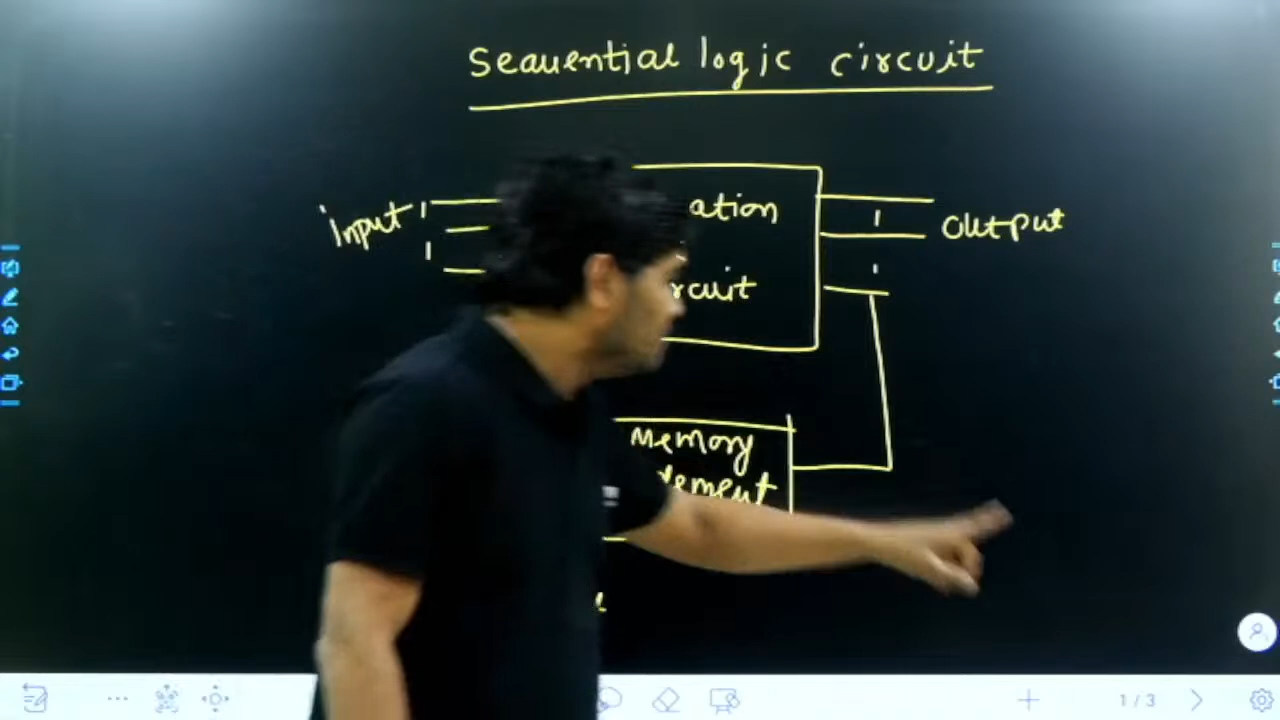 Seauential logic circuit
input
ation
output
rcuit
Memory
element
1/3